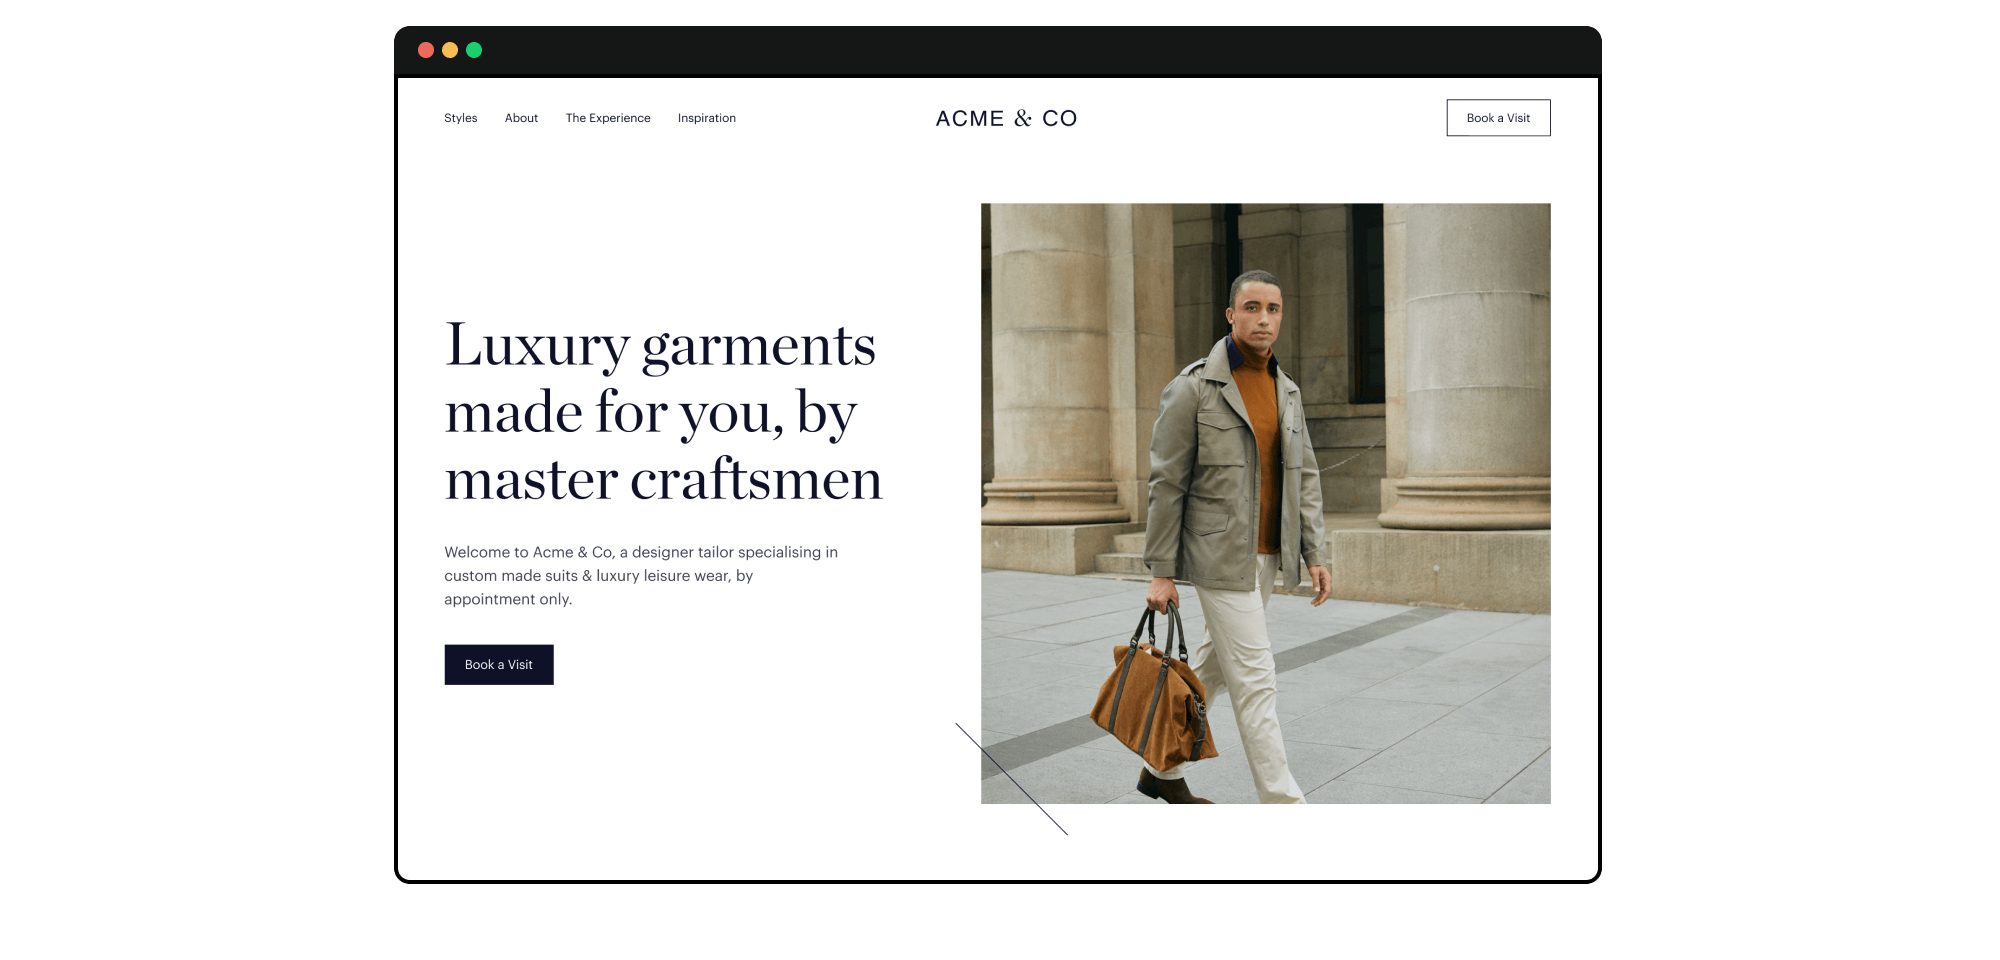 Styles About The Experience Inspiration ACME & CO Book a Visit
Luxury garments
made for you, by
master craftsmen
Welcome to Acme & Co, a designer tailor specialising in
custom made suits & luxury leisure wear, by
appointment only.
Book a Visit